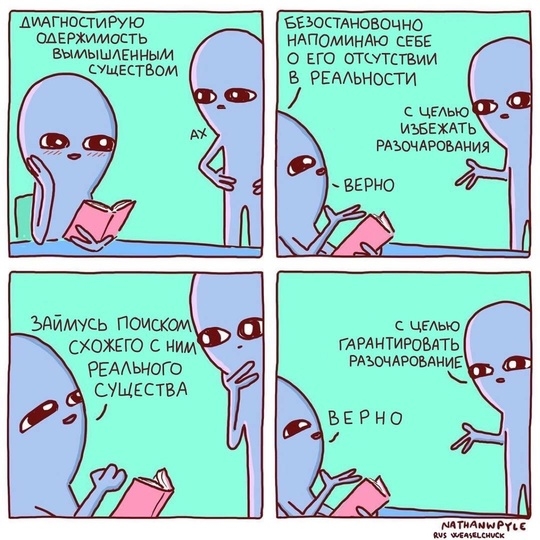 ДИАГНОСТИРУЮ
ОДЕРЖИМОСТЬ
ВЫМЫШЛЕННЫМ
СУЩЕСТВОМ
АХ
БЕЗОСТАНОВОЧНО
НАПОМИНАЮ СЕБЕ
О ЕГО ОТСУТСТВИИ
В РЕАЛЬНОСТИ
С ЦЕЛЬЮ
ИЗБЕЖАТЬ
РАЗОЧАРОВАНИЯ
ВЕРНО
ЗАЙМУСЬ ПОИСКОМ
СХОЖЕГО С НИМ
РЕАЛЬНОГО
СУЩЕСТВА
С ЦЕЛЬЮ
ГАРАНТИРОВАТЬ
РАЗОЧАРОВАНИЕ
ВЕРНО
NATHANWPYLE
RUS WEASELCHUCK